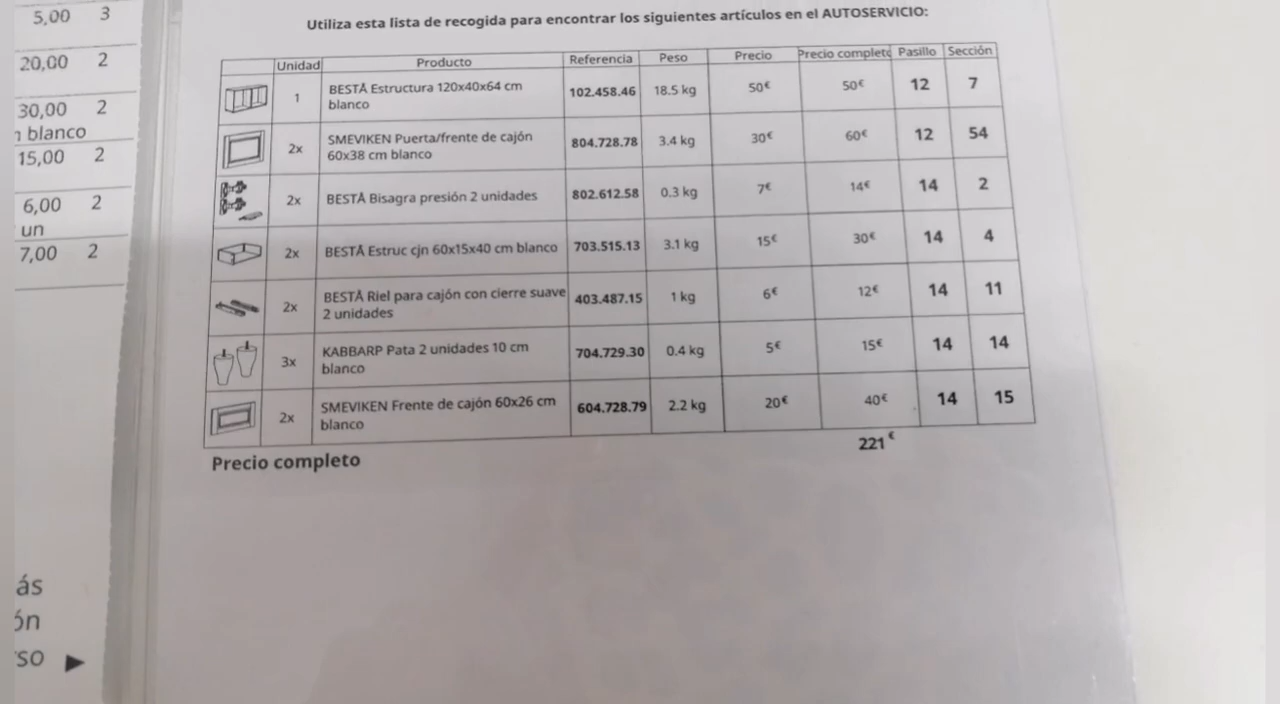 5,00 3
20,00 2
30,00 2
blanco
15,00 2
6,00 2
un
7,00 2
ás
ón
so
Utiliza esta lista de recogida para encontrar los siguientes artículos en el AUTOSERVICIO:
Unidad Producto Referencia Peso Precio Precio completo Pasillo Sección
1 BESTÅ Estructura 120x40x64 cm blanco 102.458.46 18.5 kg 50€ 50€ 12 7
2x SMEVIKEN Puerta/frente de cajón 60x38 cm blanco 804.728.78 3.4 kg 30€ 60€ 12 54
2x BESTÅ Bisagra presión 2 unidades 802.612.58 0.3 kg 7€ 14€ 14 2
2x BESTÅ Estruc cjn 60x15x40 cm blanco 703.515.13 3.1 kg 15€ 30€ 14 4
2x BESTÅ Riel para cajón con cierre suave 2 unidades 403.487.15 1 kg 6€ 12€ 14 11
3x KABBARP Pata 2 unidades 10 cm blanco 704.729.30 0.4 kg 5€ 15€ 14 14
2x SMEVIKEN Frente de cajón 60x26 cm blanco 604.728.79 2.2 kg 20€ 40€ 14 15
Precio completo 221€